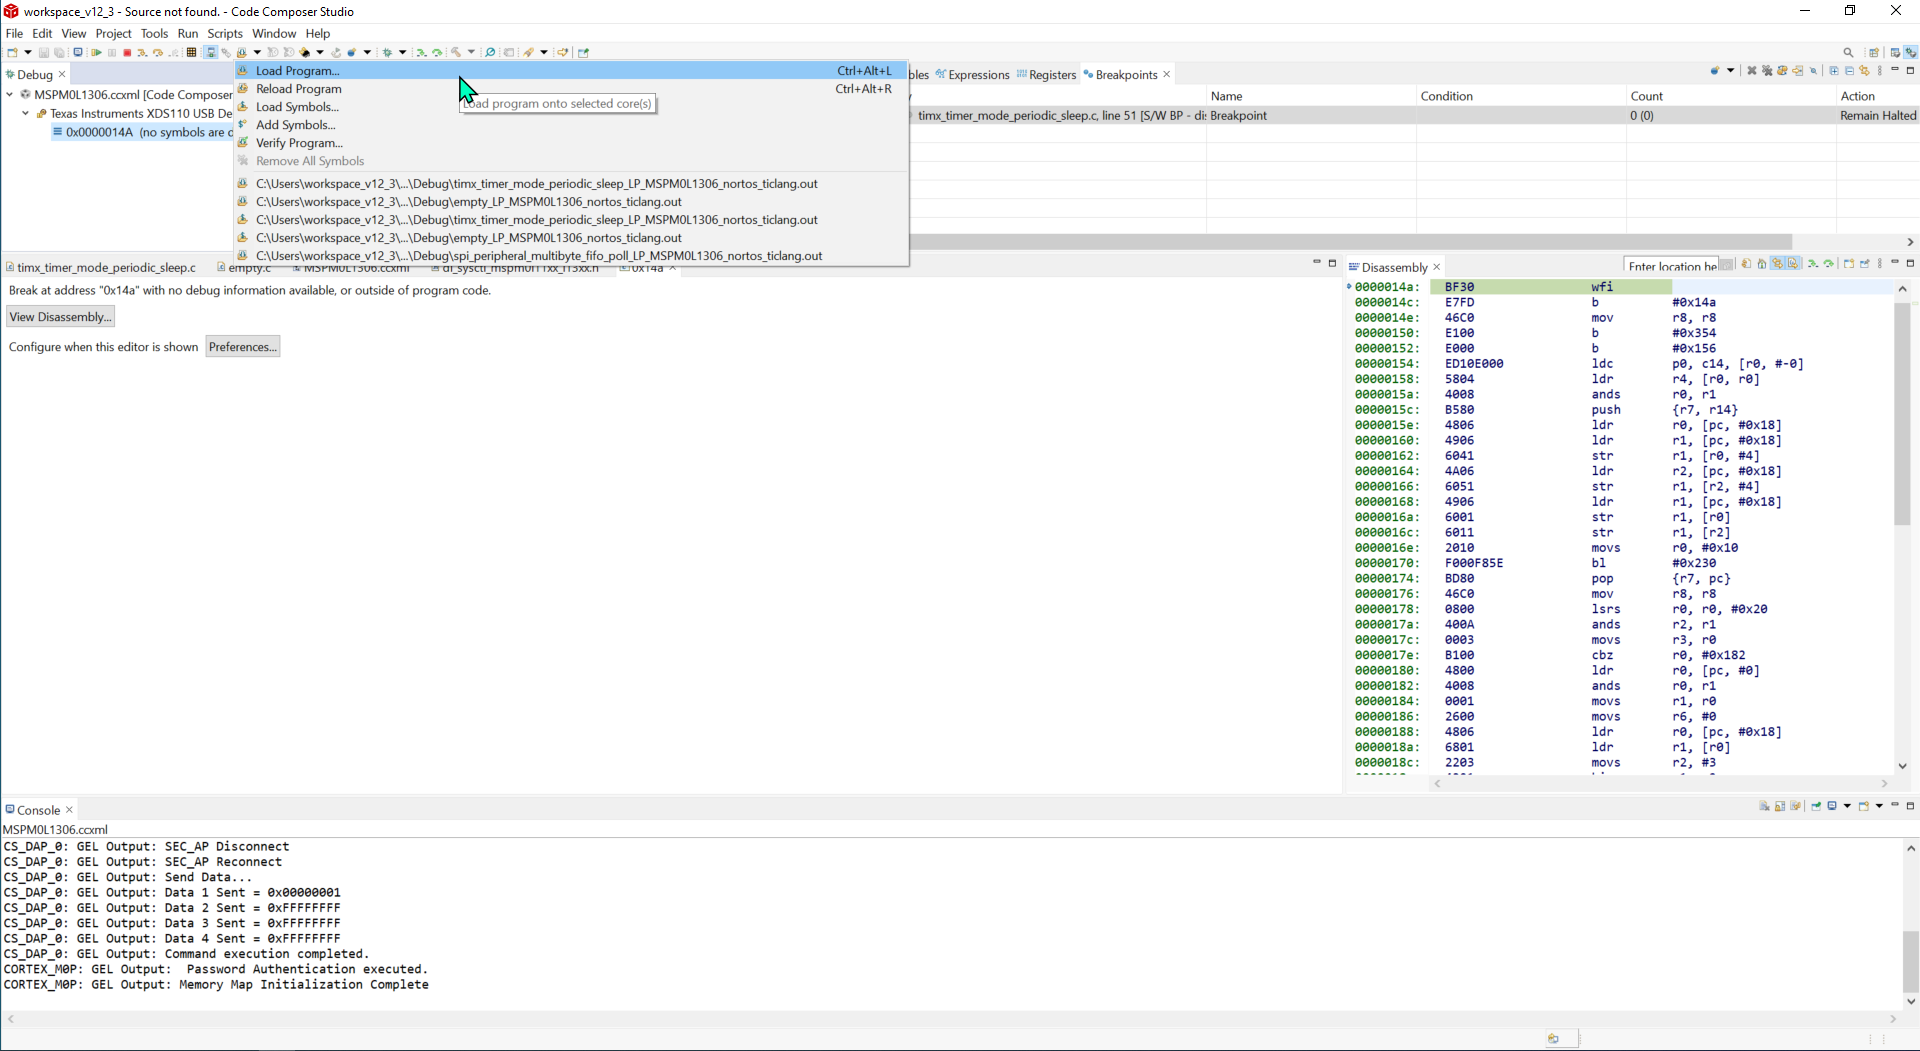 workspace_v12_3 - Source not found. - Code Composer Studio
File Edit View Project Tools Run Scripts Window Help
Debug
MSPM0L1306.ccxml [Code Composer
Texas Instruments XDS110 USB De
0x0000014A (no symbols are d
Load Program... Ctrl+Alt+L
Reload Program Ctrl+Alt+R
Load program onto selected core(s)
Load Symbols...
Add Symbols...
Verify Program...
Remove All Symbols
C:\Users\workspace_v12_3\...\Debug\timx_timer_mode_periodic_sleep_LP_MSPM0L1306_nortos_ticlang.out
C:\Users\workspace_v12_3\...\Debug\empty_LP_MSPM0L1306_nortos_ticlang.out
C:\Users\workspace_v12_3\...\Debug\timx_timer_mode_periodic_sleep_LP_MSPM0L1306_nortos_ticlang.out
C:\Users\workspace_v12_3\...\Debug\empty_LP_MSPM0L1306_nortos_ticlang.out
C:\Users\workspace_v12_3\...\Debug\spi_peripheral_multibyte_fifo_poll_LP_MSPM0L1306_nortos_ticlang.out
bles Expressions Registers Breakpoints
Name Condition Count Action
timx_timer_mode_periodic_sleep.c, line 51 [S/W BP - di: Breakpoint 0 (0) Remain Halted
timx_timer_mode_periodic_sleep.c empty.c MSPM0L1306.ccxml dl_sysctl_mspm0l11xx_l13xx.h 0x14a
Break at address "0x14a" with no debug information available, or outside of program code.
View Disassembly...
Configure when this editor is shown Preferences...
Disassembly Enter location he
0000014a: BF30 wfi
0000014c: E7FD b #0x14a
0000014e: 46C0 mov r8, r8
00000150: E100 b #0x354
00000152: E000 b #0x156
00000154: ED10E000 ldc p0, c14, [r0, #-0]
00000158: 5804 ldr r4, [r0, r0]
0000015a: 4008 ands r0, r1
0000015c: B580 push {r7, r14}
0000015e: 4806 ldr r0, [pc, #0x18]
00000160: 4906 ldr r1, [pc, #0x18]
00000162: 6041 str r1, [r0, #4]
00000164: 4A06 ldr r2, [pc, #0x18]
00000166: 6051 str r1, [r2, #4]
00000168: 4906 ldr r1, [pc, #0x18]
0000016a: 6001 str r1, [r0]
0000016c: 6011 str r1, [r2]
0000016e: 2010 movs r0, #0x10
00000170: F000F85E bl #0x230
00000174: BD80 pop {r7, pc}
00000176: 46C0 mov r8, r8
00000178: 0800 lsrs r0, r0, #0x20
0000017a: 400A ands r2, r1
0000017c: 0003 movs r3, r0
0000017e: B100 cbz r0, #0x182
00000180: 4800 ldr r0, [pc, #0]
00000182: 4008 ands r0, r1
00000184: 0001 movs r1, r0
00000186: 2600 movs r6, #0
00000188: 4806 ldr r0, [pc, #0x18]
0000018a: 6801 ldr r1, [r0]
0000018c: 2203 movs r2, #3
Console
MSPM0L1306.ccxml
CS_DAP_0: GEL Output: SEC_AP Disconnect
CS_DAP_0: GEL Output: SEC_AP Reconnect
CS_DAP_0: GEL Output: Send Data...
CS_DAP_0: GEL Output: Data 1 Sent = 0x00000001
CS_DAP_0: GEL Output: Data 2 Sent = 0xFFFFFFFF
CS_DAP_0: GEL Output: Data 3 Sent = 0xFFFFFFFF
CS_DAP_0: GEL Output: Data 4 Sent = 0xFFFFFFFF
CS_DAP_0: GEL Output: Command execution completed.
CORTEX_M0P: GEL Output: Password Authentication executed.
CORTEX_M0P: GEL Output: Memory Map Initialization Complete